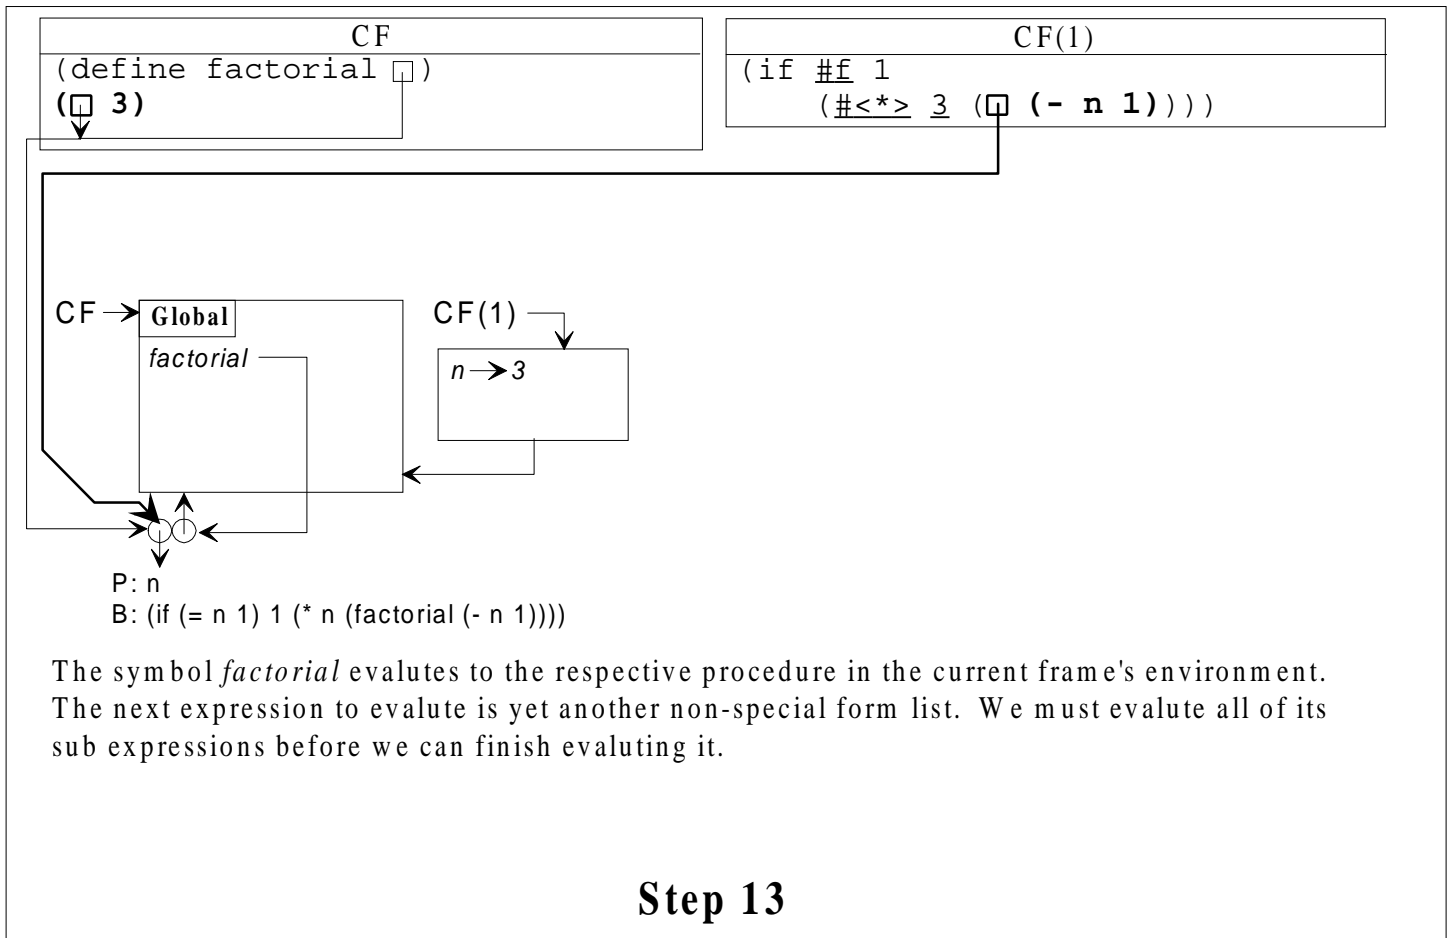 CF
(define factorial □)
(□ 3)
CF(1)
(if #f 1
(#<*> 3 (□ (- n 1))))
CF
Global
factorial
CF(1)
n 3
P: n
B: (if (= n 1) 1 (* n (factorial (- n 1))))
The symbol factorial evalutes to the respective procedure in the current frame's environment.
The next expression to evaluate is yet another non-special form list. We must evaluate all of its
sub expressions before we can finish evaluting it.
Step 13